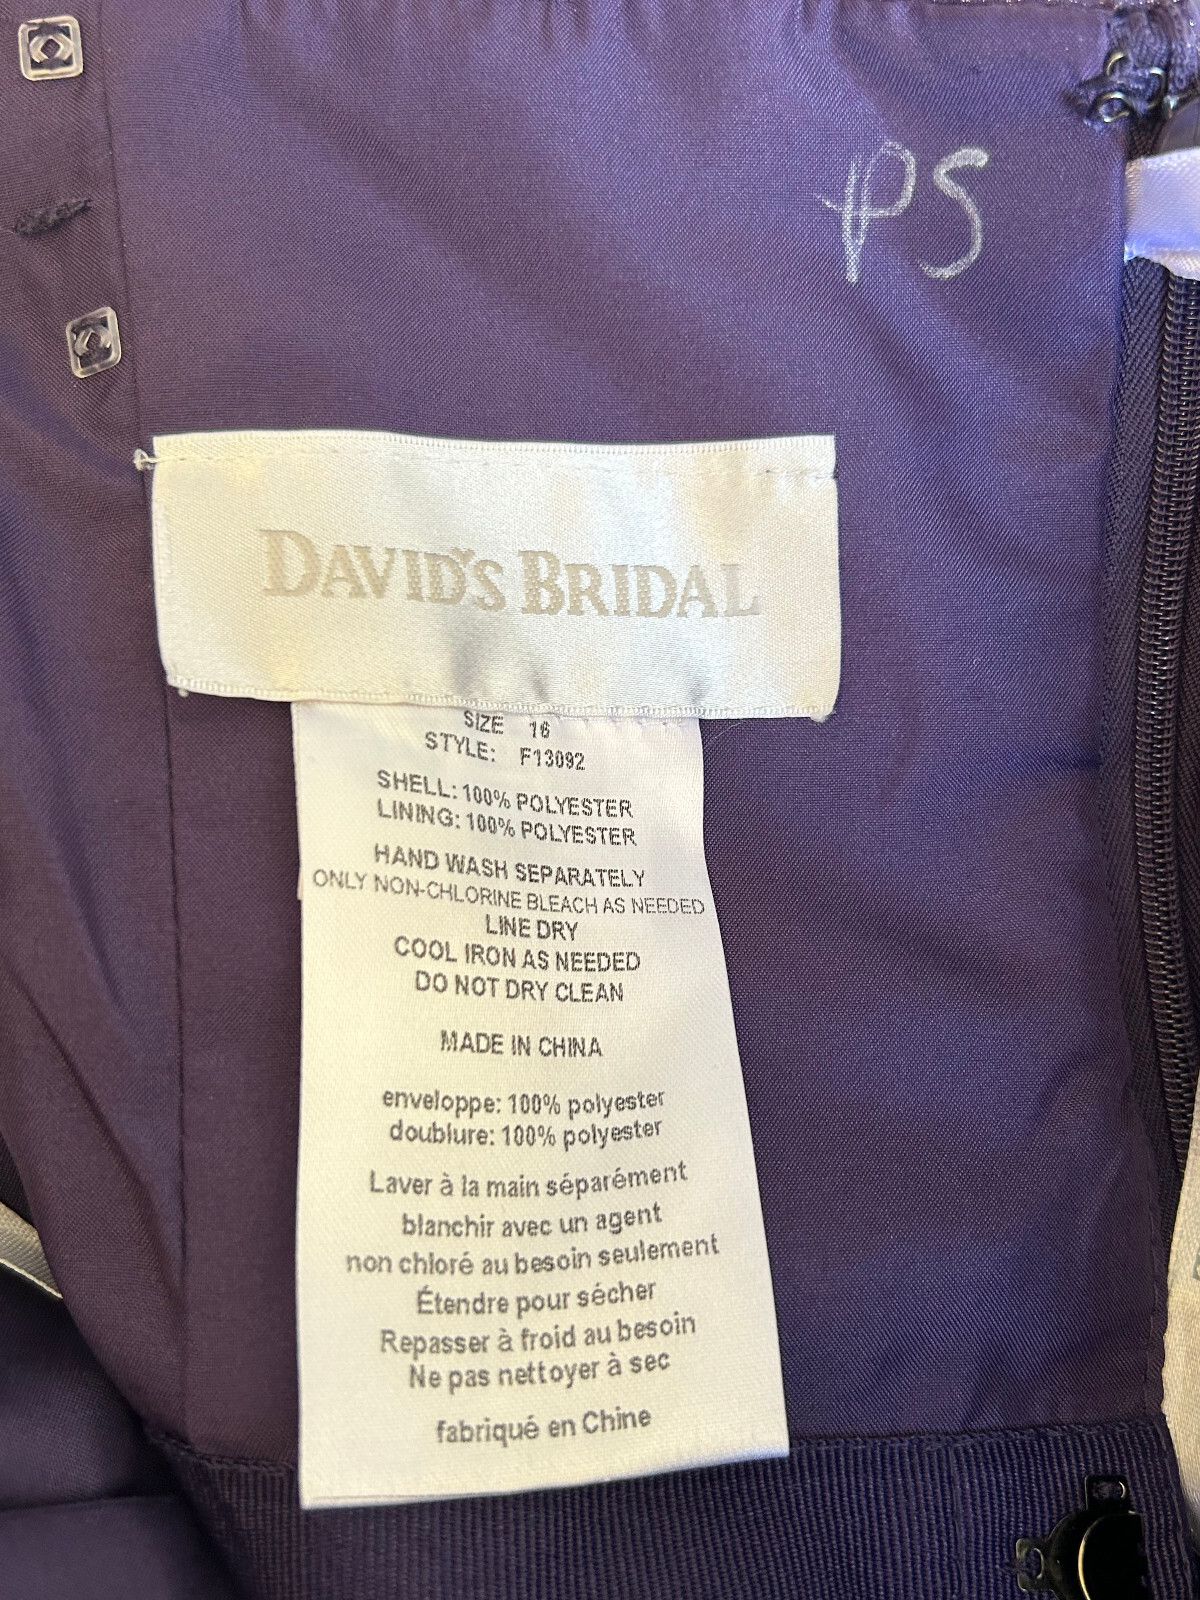 PS
DAVID'S BRIDAL
SIZE 16
STYLE: F13092
SHELL: 100% POLYESTER
LINING: 100% POLYESTER
HAND WASH SEPARATELY
ONLY NON-CHLORINE BLEACH AS NEEDED
LINE DRY
COOL IRON AS NEEDED
DO NOT DRY CLEAN
MADE IN CHINA
enveloppe: 100% polyester
doublure: 100% polyester
Laver à la main séparément
blanchir avec un agent
non chloré au besoin seulement
Étendre pour sécher
Repasser à froid au besoin
Ne pas nettoyer à sec
fabriqué en Chine